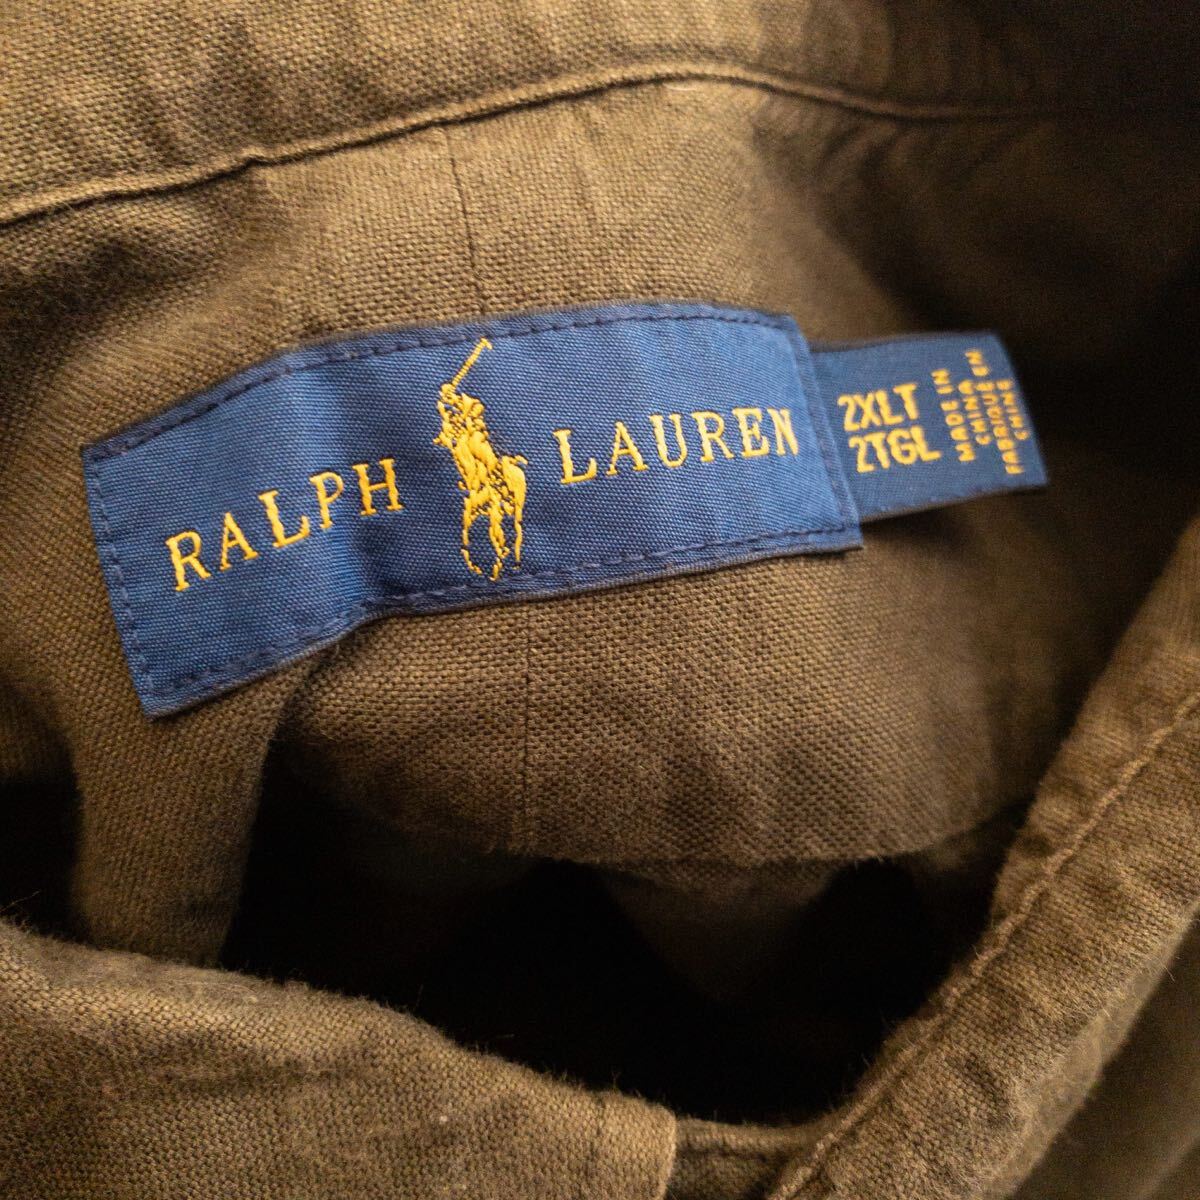 RALPH LAUREN
2XLT
2TGL
MADE IN
CHINA
FABRIQUÉ EN
CHINE